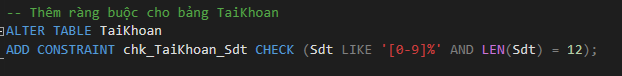 -- Thêm ràng buộc cho bảng TaiKhoan
ALTER TABLE TaiKhoan
ADD CONSTRAINT chk_TaiKhoan_Sdt CHECK (Sdt LIKE '[0-9]%' AND LEN(Sdt) = 12);